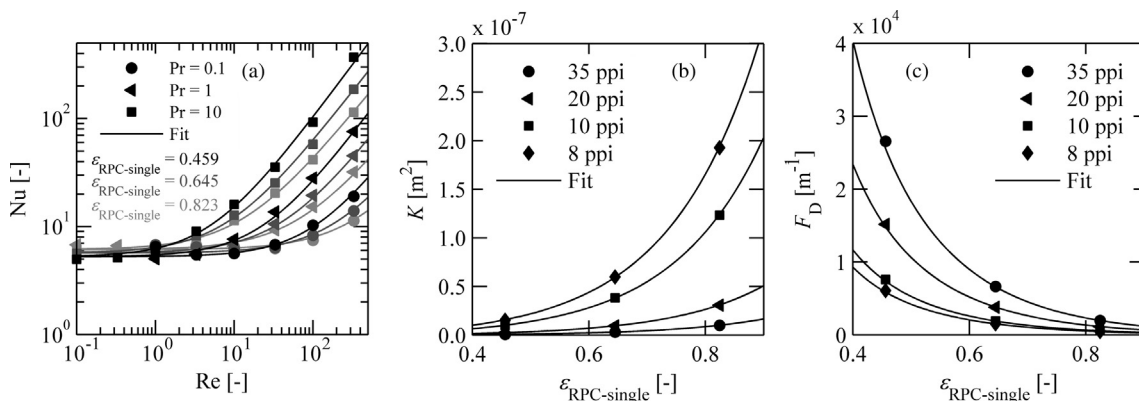 (a)
Pr = 0.1
Pr = 1
Pr = 10
Fit
εRPC-single = 0.459
εRPC-single = 0.645
εRPC-single = 0.823
Nu [-]
10^2
10^1
10^0
10^-1 10^0 10^1 10^2
Re [-]
x 10^-7
(b)
35 ppi
20 ppi
10 ppi
8 ppi
Fit
K [m^2]
3.0
2.5
2.0
1.5
1.0
0.5
0.0
0.4 0.6 0.8
εRPC-single [-]
x 10^4
(c)
35 ppi
20 ppi
10 ppi
8 ppi
Fit
F_D [m^-1]
4
3
2
1
0
0.4 0.6 0.8
εRPC-single [-]